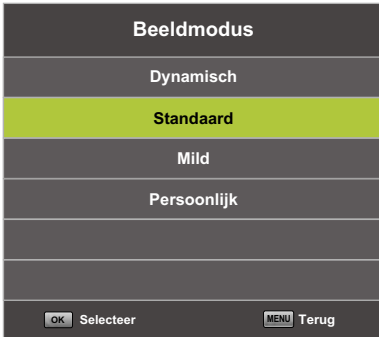 Beeldmodus
Dynamisch
Standaard
Mild
Persoonlijk
OK Selecteer MENU Terug